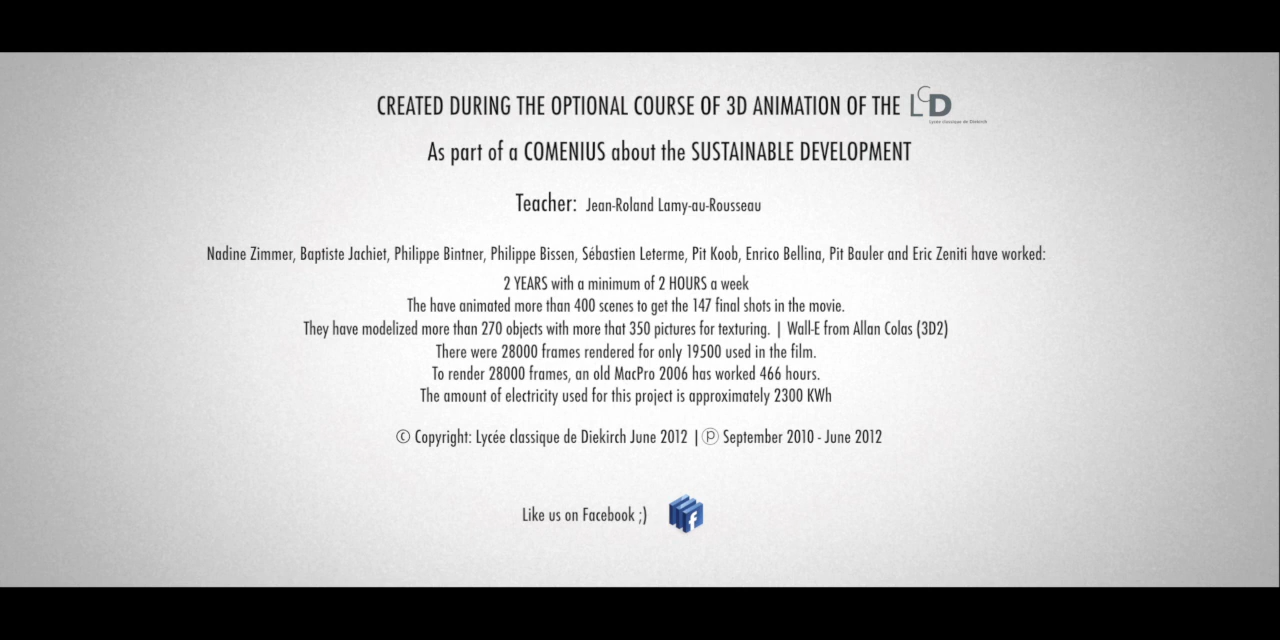 CREATED DURING THE OPTIONAL COURSE OF 3D ANIMATION OF THE LCD
Lycée classique de Diekirch
As part of a COMENIUS about the SUSTAINABLE DEVELOPMENT
Teacher: Jean-Roland Lamy-au-Rousseau
Nadine Zimmer, Baptiste Jachiet, Philippe Bintner, Philippe Bissen, Sébastien Leterme, Pit Koob, Enrico Bellina, Pit Bauler and Eric Zeniti have worked:
2 YEARS with a minimum of 2 HOURS a week
The have animated more than 400 scenes to get the 147 final shots in the movie.
They have modelized more than 270 objects with more that 350 pictures for texturing. | Wall-E from Allan Colas (3D2)
There were 28000 frames rendered for only 19500 used in the film.
To render 28000 frames, an old MacPro 2006 has worked 466 hours.
The amount of electricity used for this project is approximately 2300 KWh
© Copyright: Lycée classique de Diekirch June 2012 | ℗ September 2010 - June 2012
Like us on Facebook ;) f